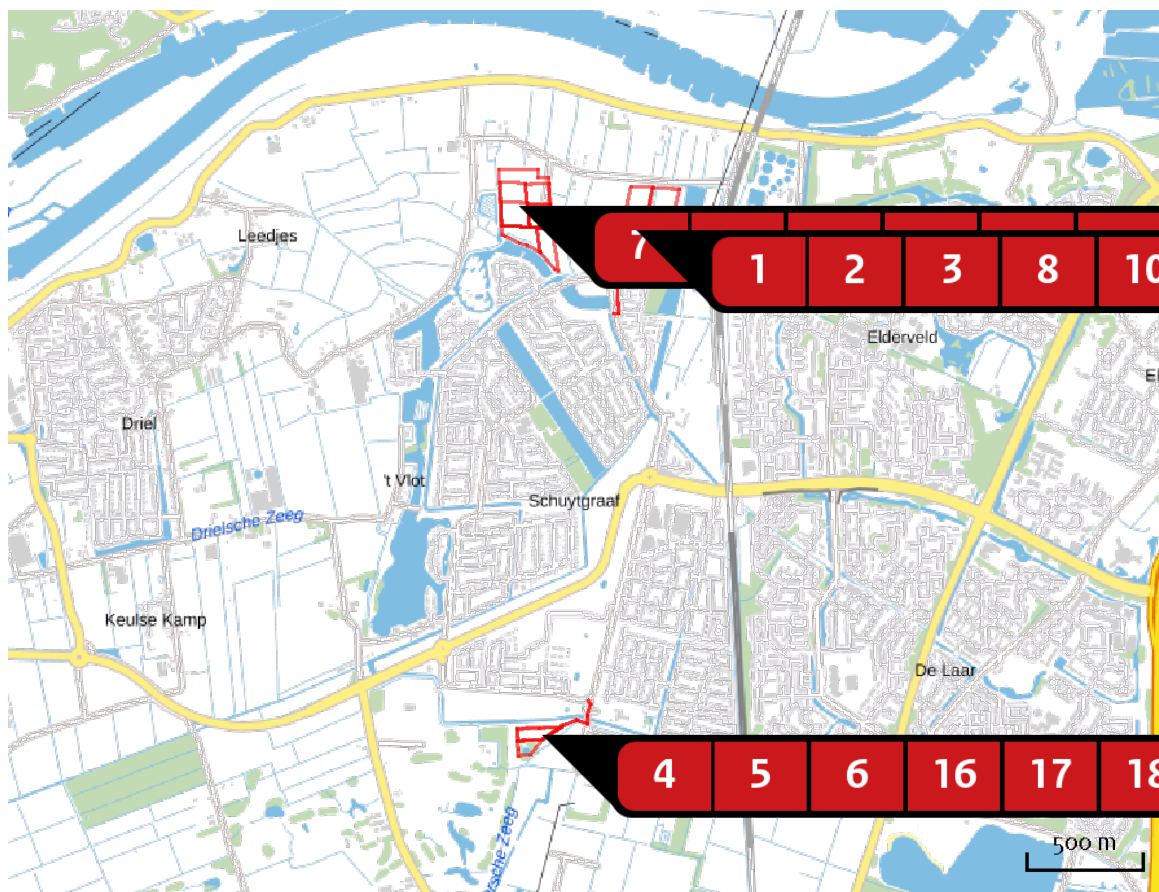 Leedjes
7
1 2 3 8 10
Elderveld
Driel
't Vlot
Schuytgraaf
Drielsche Zeeg
Keulse Kamp
De Laar
4 5 6 16 17 18
500 m